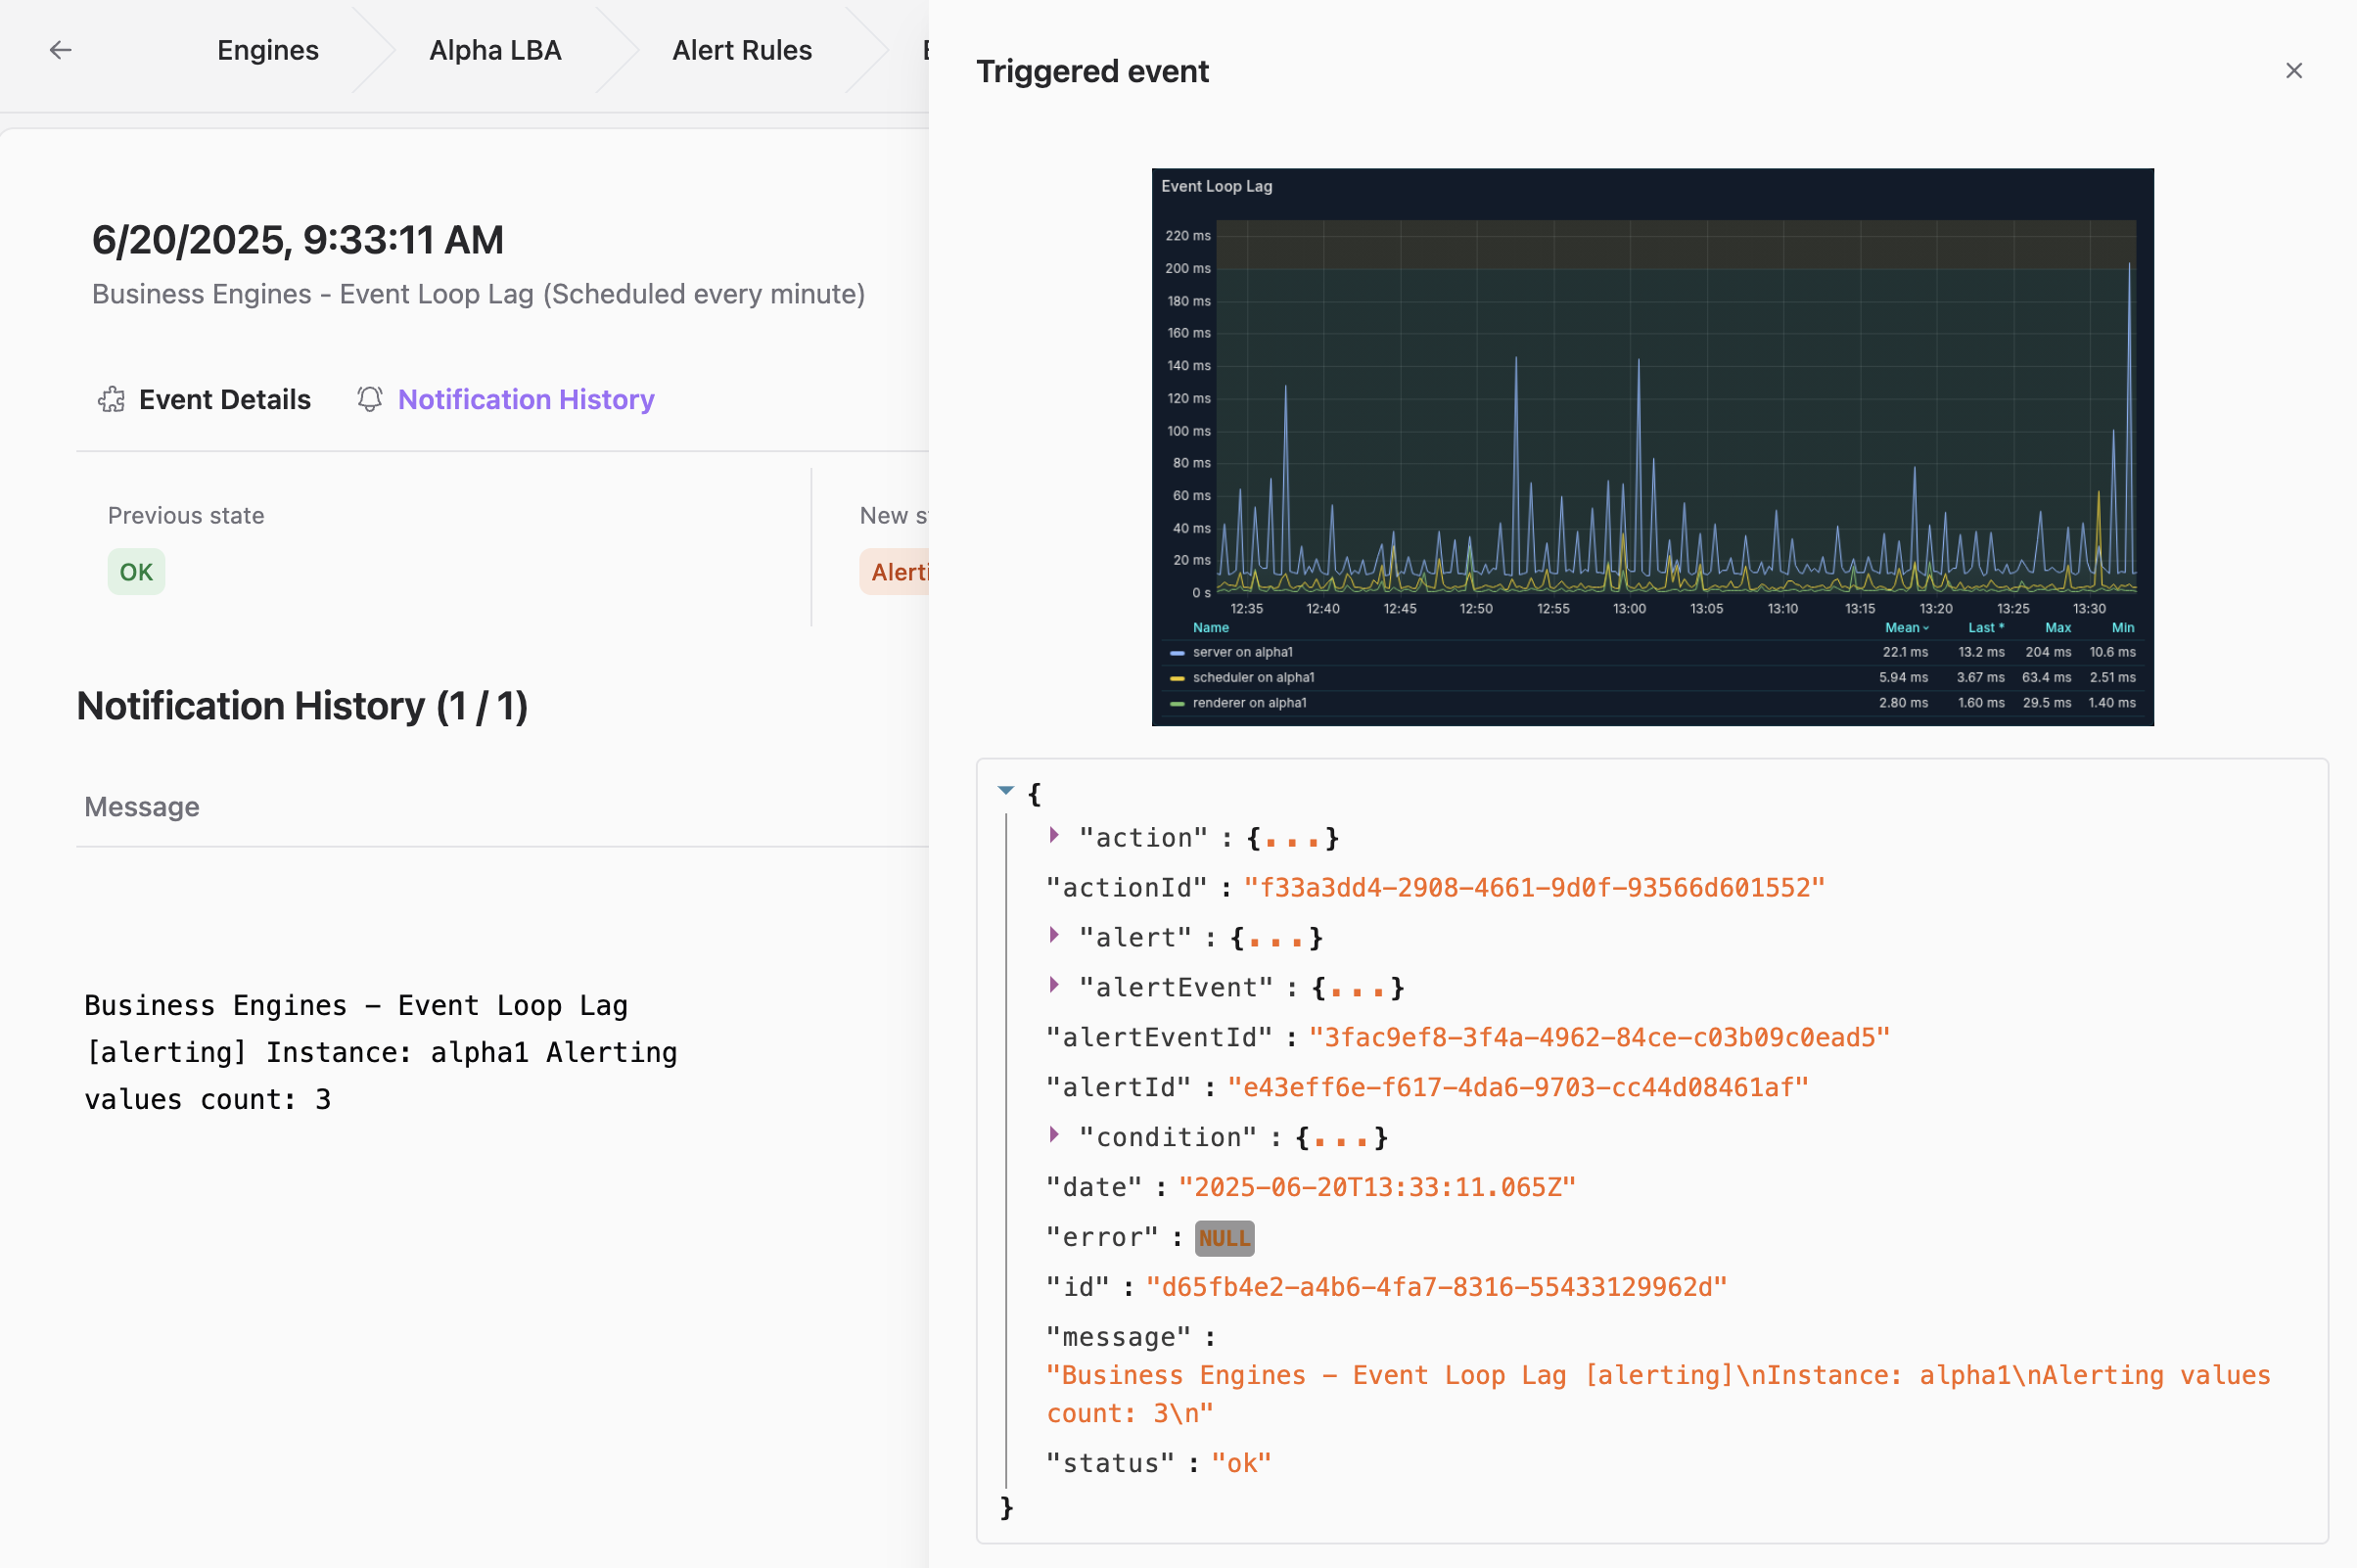 Engines
Alpha LBA
Alert Rules
6/20/2025, 9:33:11 AM
Business Engines - Event Loop Lag (Scheduled every minute)
Event Details
Notification History
Previous state
New s
OK
Alerti
Notification History (1 / 1)
Message
Business Engines - Event Loop Lag
[alerting] Instance: alpha1 Alerting
values count: 3
Triggered event
Event Loop Lag
220 ms
200 ms
180 ms
160 ms
140 ms
120 ms
100 ms
80 ms
60 ms
40 ms
20 ms
0 s
12:35 12:40 12:45 12:50 12:55 13:00 13:05 13:10 13:15 13:20 13:25 13:30
Name Mean Last * Max Min
server on alpha1 22.1 ms 13.2 ms 204 ms 10.6 ms
scheduler on alpha1 5.94 ms 3.67 ms 63.4 ms 2.51 ms
renderer on alpha1 2.80 ms 1.60 ms 29.5 ms 1.40 ms
{
"action" : {...}
"actionId" : "f33a3dd4-2908-4661-9d0f-93566d601552"
"alert" : {...}
"alertEvent" : {...}
"alertEventId" : "3fac9ef8-3f4a-4962-84ce-c03b09c0ead5"
"alertId" : "e43eff6e-f617-4da6-9703-cc44d08461af"
"condition" : {...}
"date" : "2025-06-20T13:33:11.065Z"
"error" : NULL
"id" : "d65fb4e2-a4b6-4fa7-8316-55433129962d"
"message" :
"Business Engines - Event Loop Lag [alerting]\nInstance: alpha1\nAlerting values
count: 3\n"
"status" : "ok"
}